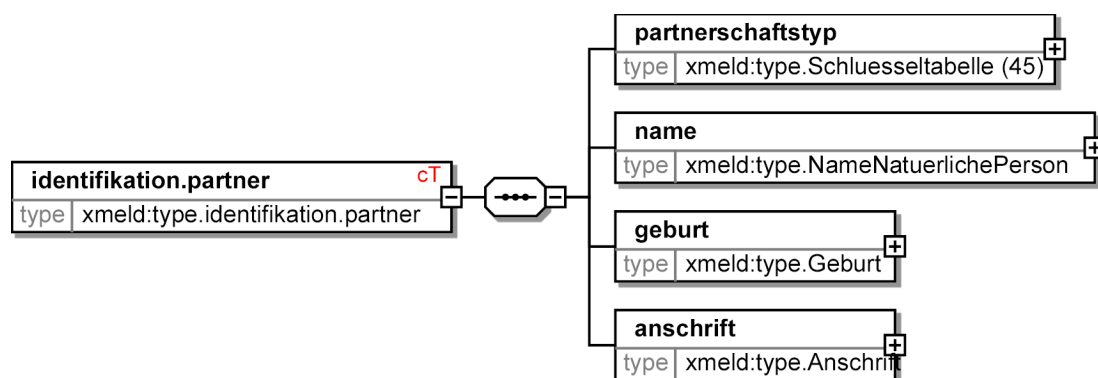 partnerschaftstyp
type xmeld:type.Schluesseltabelle (45)
name
type xmeld:type.NameNatuerlichePerson
identifikation.partner cT
type xmeld:type.identifikation.partner
geburt
type xmeld:type.Geburt
anschrift
type xmeld:type.Anschrift